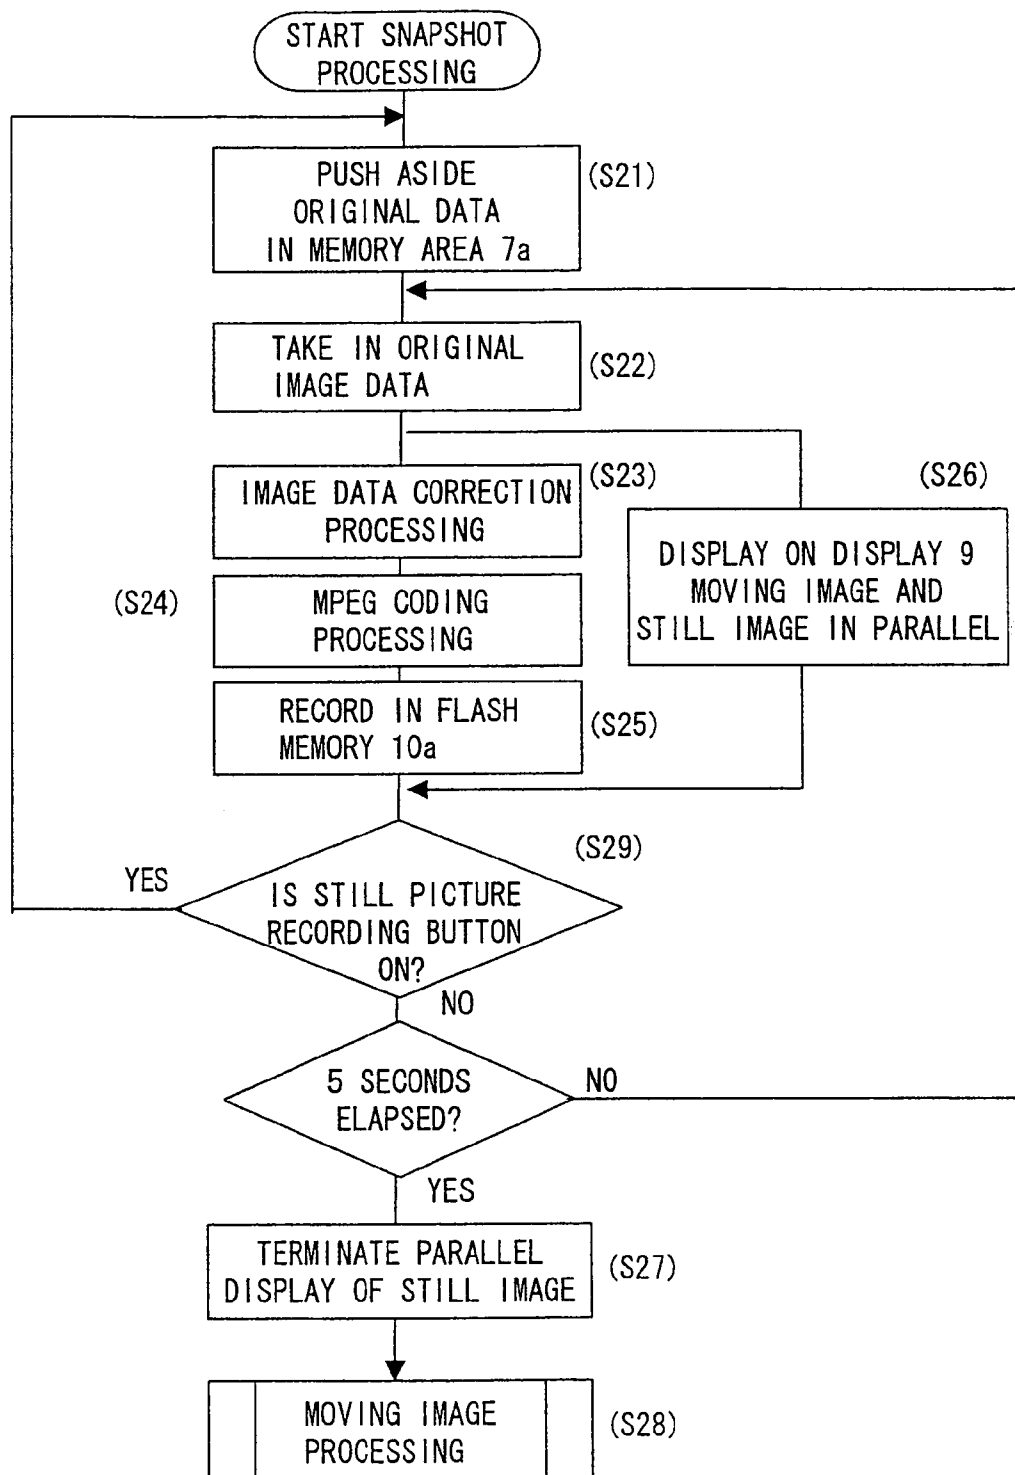 START SNAPSHOT
PROCESSING
PUSH ASIDE
ORIGINAL DATA
IN MEMORY AREA 7a
(S21)
TAKE IN ORIGINAL
IMAGE DATA
(S22)
IMAGE DATA CORRECTION
PROCESSING
(S23)
(S26)
DISPLAY ON DISPLAY 9
MOVING IMAGE AND
STILL IMAGE IN PARALLEL
(S24)
MPEG CODING
PROCESSING
RECORD IN FLASH
MEMORY 10a
(S25)
(S29)
YES
IS STILL PICTURE
RECORDING BUTTON
ON?
NO
5 SECONDS
ELAPSED?
NO
YES
TERMINATE PARALLEL
DISPLAY OF STILL IMAGE
(S27)
MOVING IMAGE
PROCESSING
(S28)